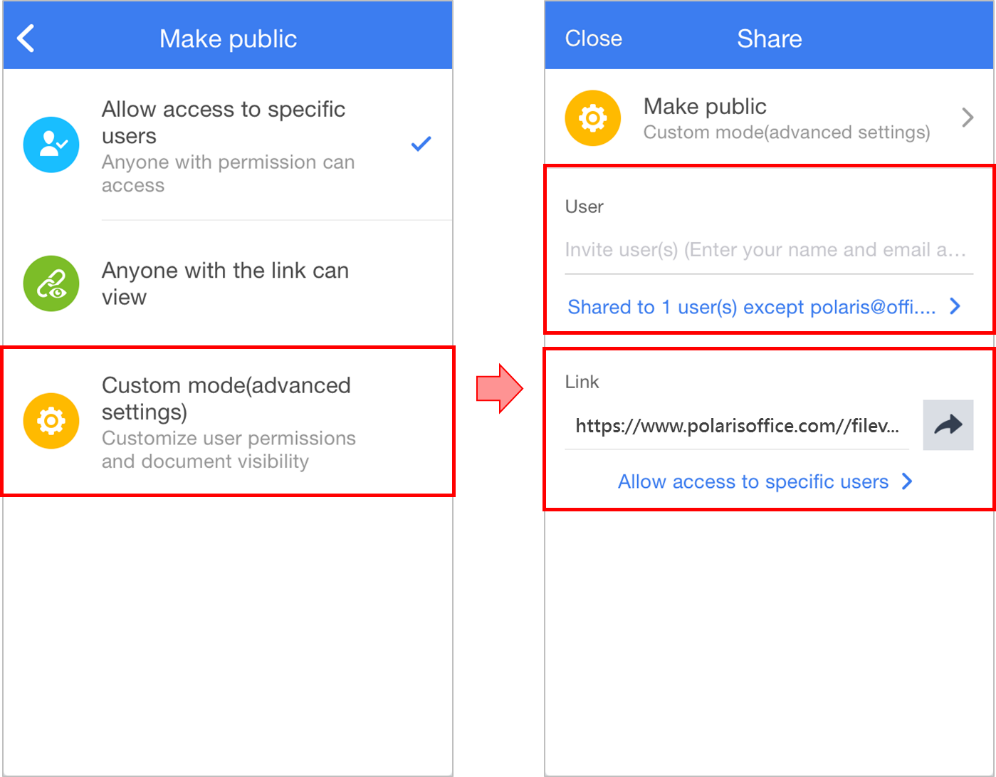 Make public
Allow access to specific
users
Anyone with permission can
access
Anyone with the link can
view
Custom mode(advanced
settings)
Customize user permissions
and document visibility
Close
Share
Make public
Custom mode(advanced settings)
User
Invite user(s) (Enter your name and email a...
Shared to 1 user(s) except polaris@offi....
Link
https://www.polarisoffice.com//filev...
Allow access to specific users